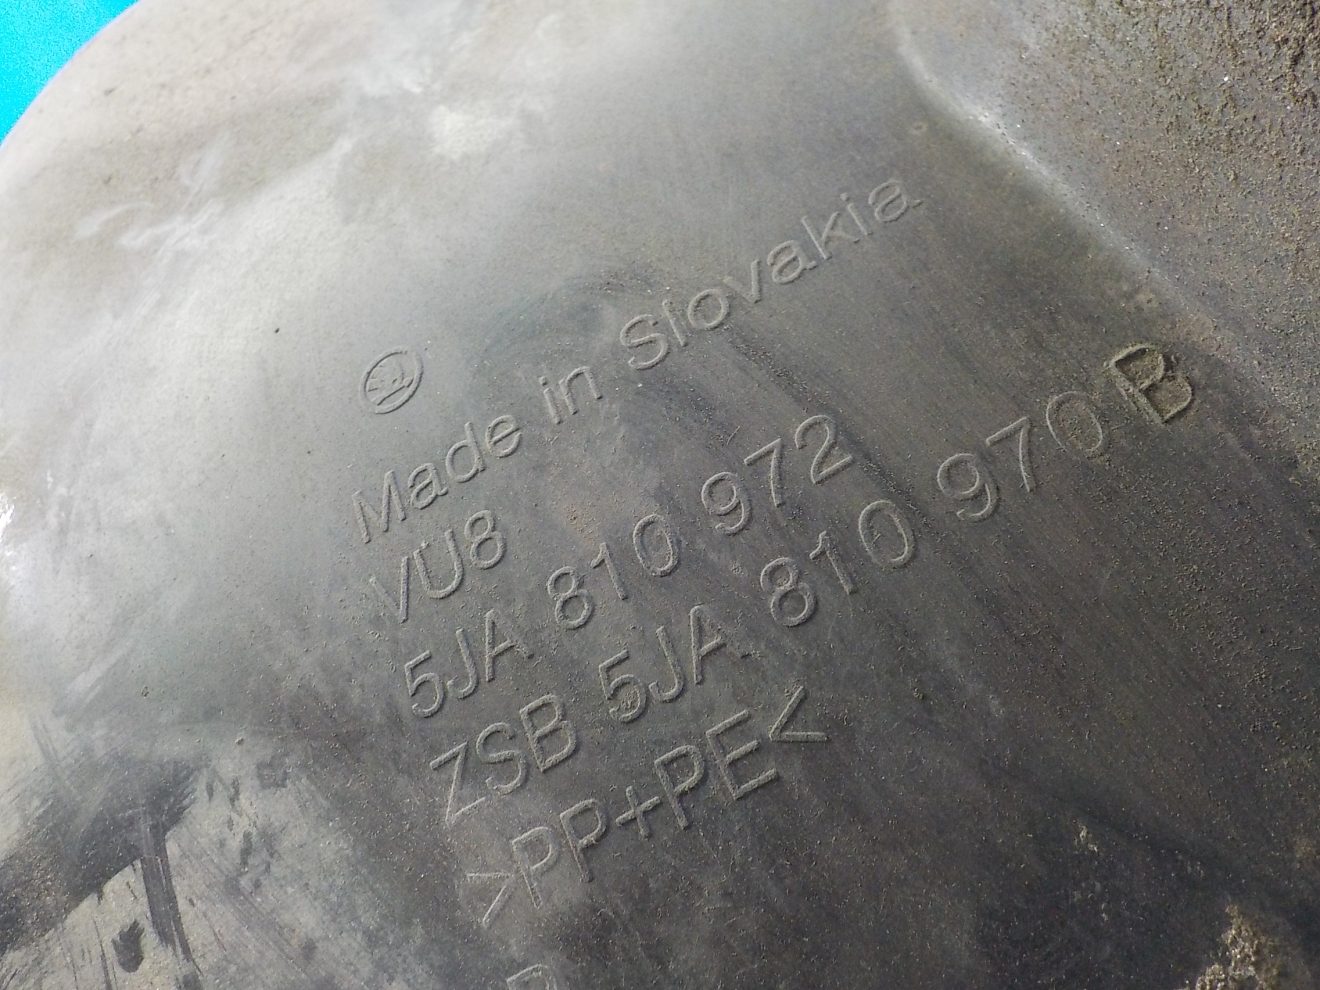 Made in Slovakia
VU8
5JA 810 972
ZSB 5JA 810 970 B
>PP+PE<